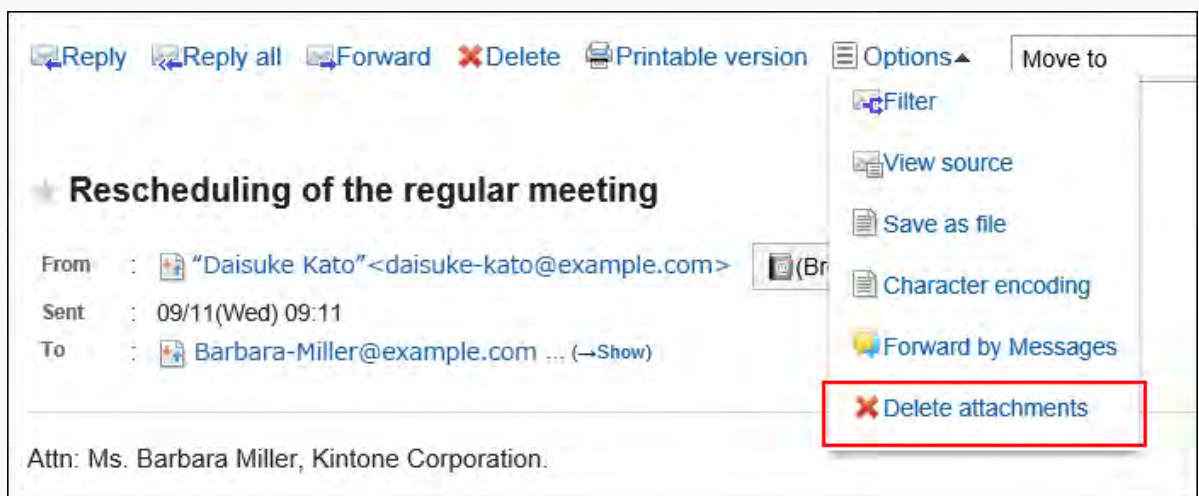 Reply Reply all Forward Delete Printable version Options▲ Move to
Filter
View source
Save as file
Character encoding
Forward by Messages
Delete attachments
Rescheduling of the regular meeting
From : "Daisuke Kato"<daisuke-kato@example.com> (Br
Sent : 09/11(Wed) 09:11
To : Barbara-Miller@example.com ... (→Show)
Attn: Ms. Barbara Miller, Kintone Corporation.